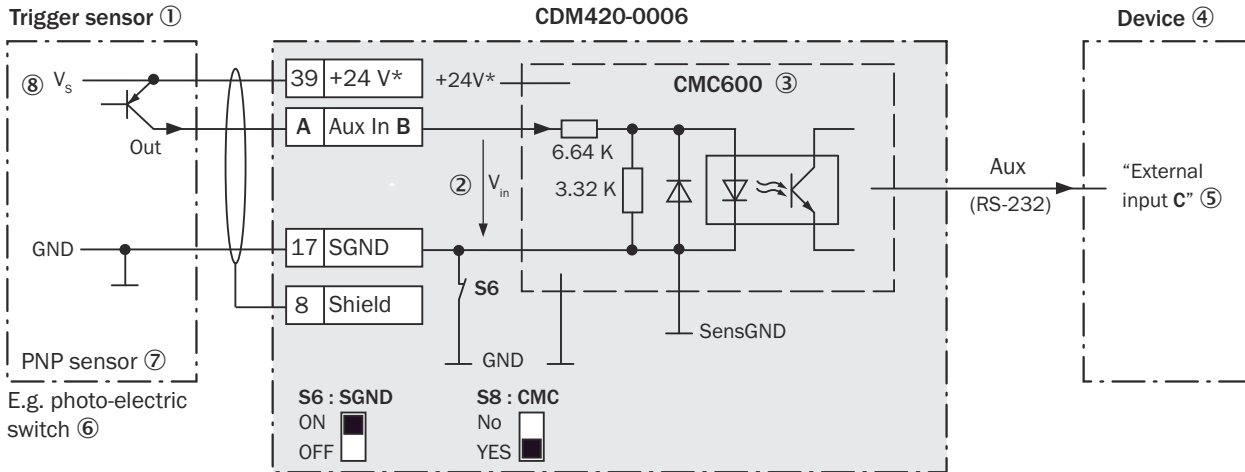 Trigger sensor ①
CDM420-0006
Device ④
⑧ Vs
39 +24 V*
+24V*
CMC600 ③
A Aux In B
Out
6.64 K
② Vin
3.32 K
Aux
(RS-232)
"External
input C" ⑤
GND
17 SGND
S6
8 Shield
SensGND
GND
PNP sensor ⑦
E.g. photo-electric
switch ⑥
S6 : SGND
ON
OFF
S8 : CMC
No
YES